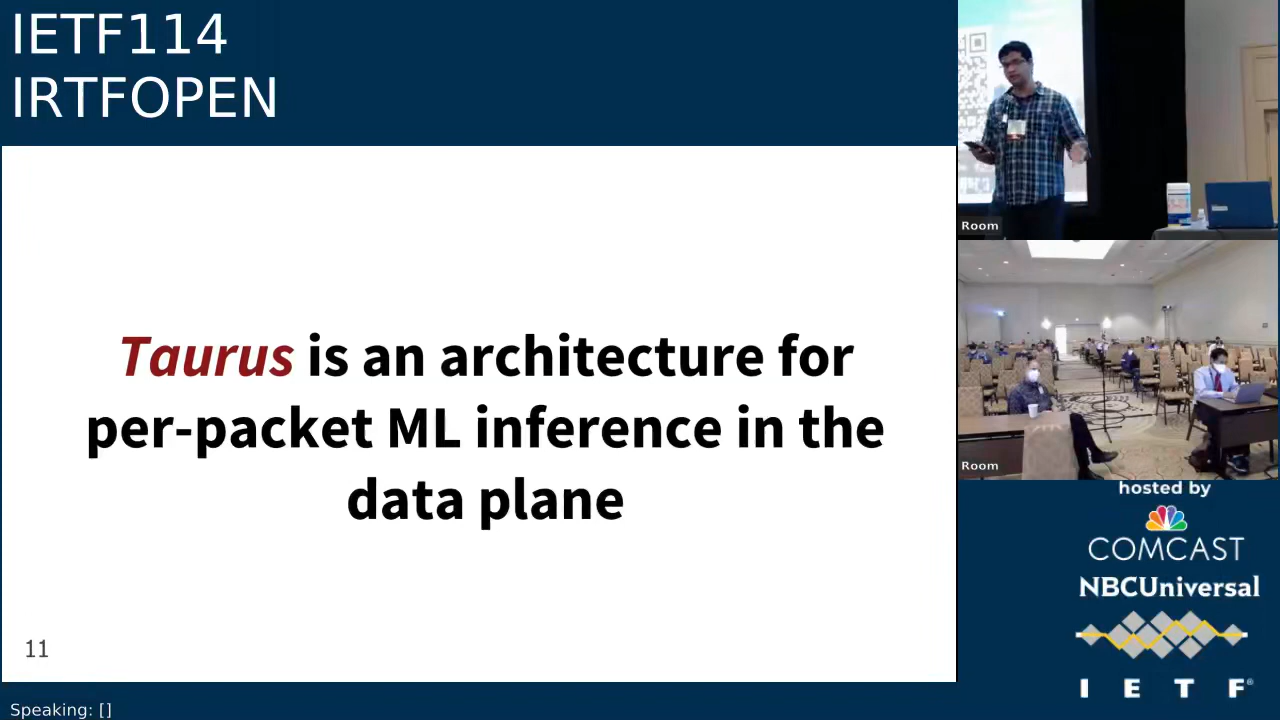 IETF114
IRTFOPEN
Taurus is an architecture for
per-packet ML inference in the
data plane
11
Speaking: []
Room
Room
hosted by
COMCAST
NBCUniversal
I E T F®